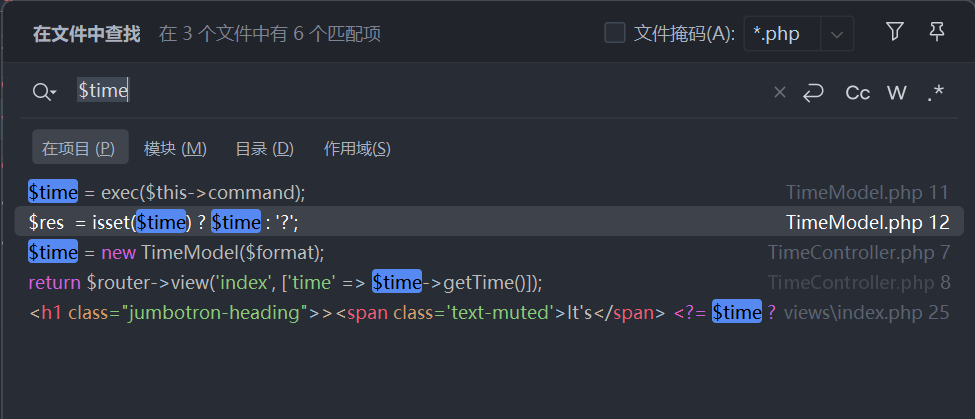 在文件中查找 在 3 个文件中有 6 个匹配项 文件掩码(A): *.php
$time Cc W .*
在项目 (P) 模块 (M) 目录 (D) 作用域(S)
$time = exec($this->command); TimeModel.php 11
$res = isset($time) ? $time : '?'; TimeModel.php 12
$time = new TimeModel($format); TimeController.php 7
return $router->view('index', ['time' => $time->getTime()]); TimeController.php 8
<h1 class="jumbotron-heading">><span class='text-muted'>It's</span> <?= $time ? views\index.php 25